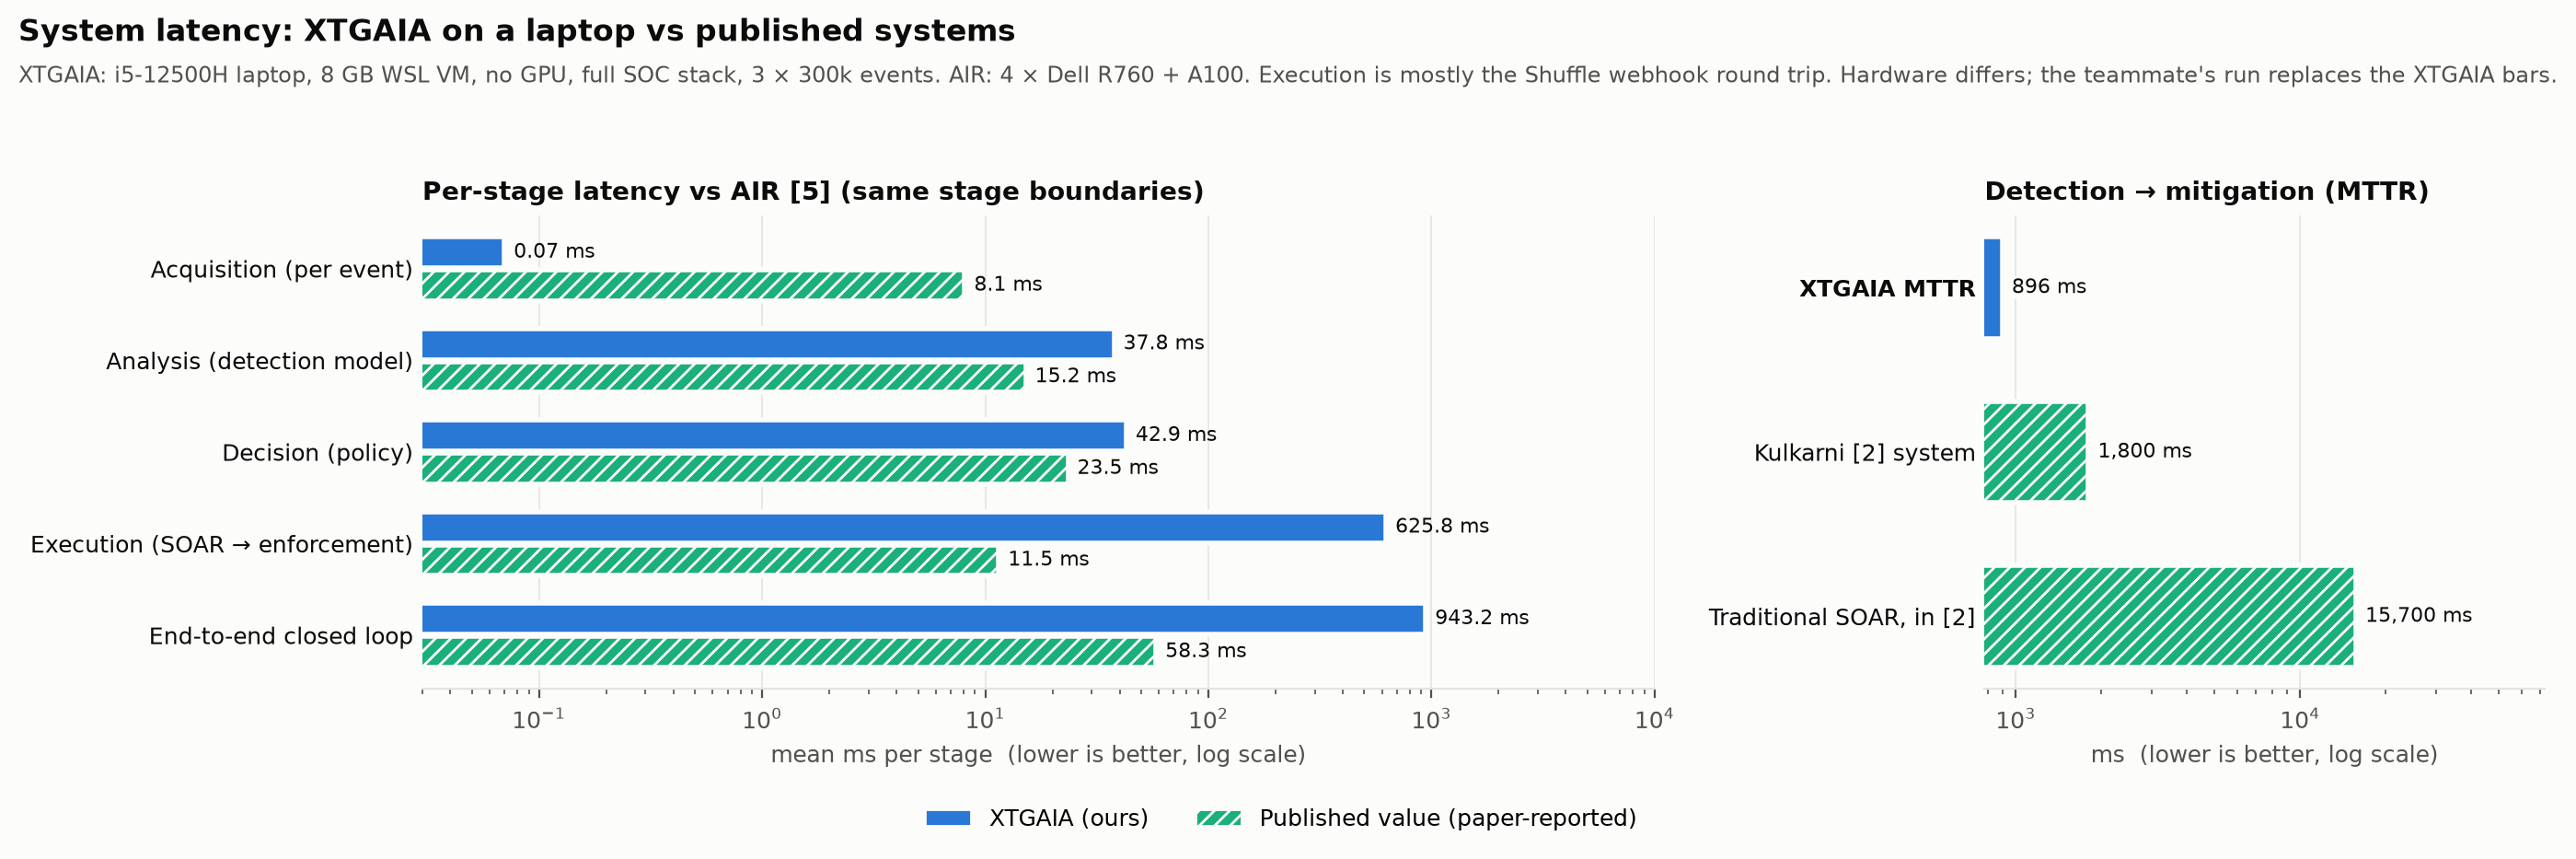 System latency: XTGAIA on a laptop vs published systems
XTGAIA: i5-12500H laptop, 8 GB WSL VM, no GPU, full SOC stack, 3 × 300k events. AIR: 4 × Dell R760 + A100. Execution is mostly the Shuffle webhook round trip. Hardware differs; the teammate's run replaces the XTGAIA bars.
Per-stage latency vs AIR [5] (same stage boundaries)
Acquisition (per event)
0.07 ms
8.1 ms
Analysis (detection model)
37.8 ms
15.2 ms
Decision (policy)
42.9 ms
23.5 ms
Execution (SOAR → enforcement)
625.8 ms
11.5 ms
End-to-end closed loop
943.2 ms
58.3 ms
10⁻¹ 10⁰ 10¹ 10² 10³ 10⁴
mean ms per stage (lower is better, log scale)
Detection → mitigation (MTTR)
XTGAIA MTTR
896 ms
Kulkarni [2] system
1,800 ms
Traditional SOAR, in [2]
15,700 ms
10³ 10⁴
ms (lower is better, log scale)
XTGAIA (ours) Published value (paper-reported)